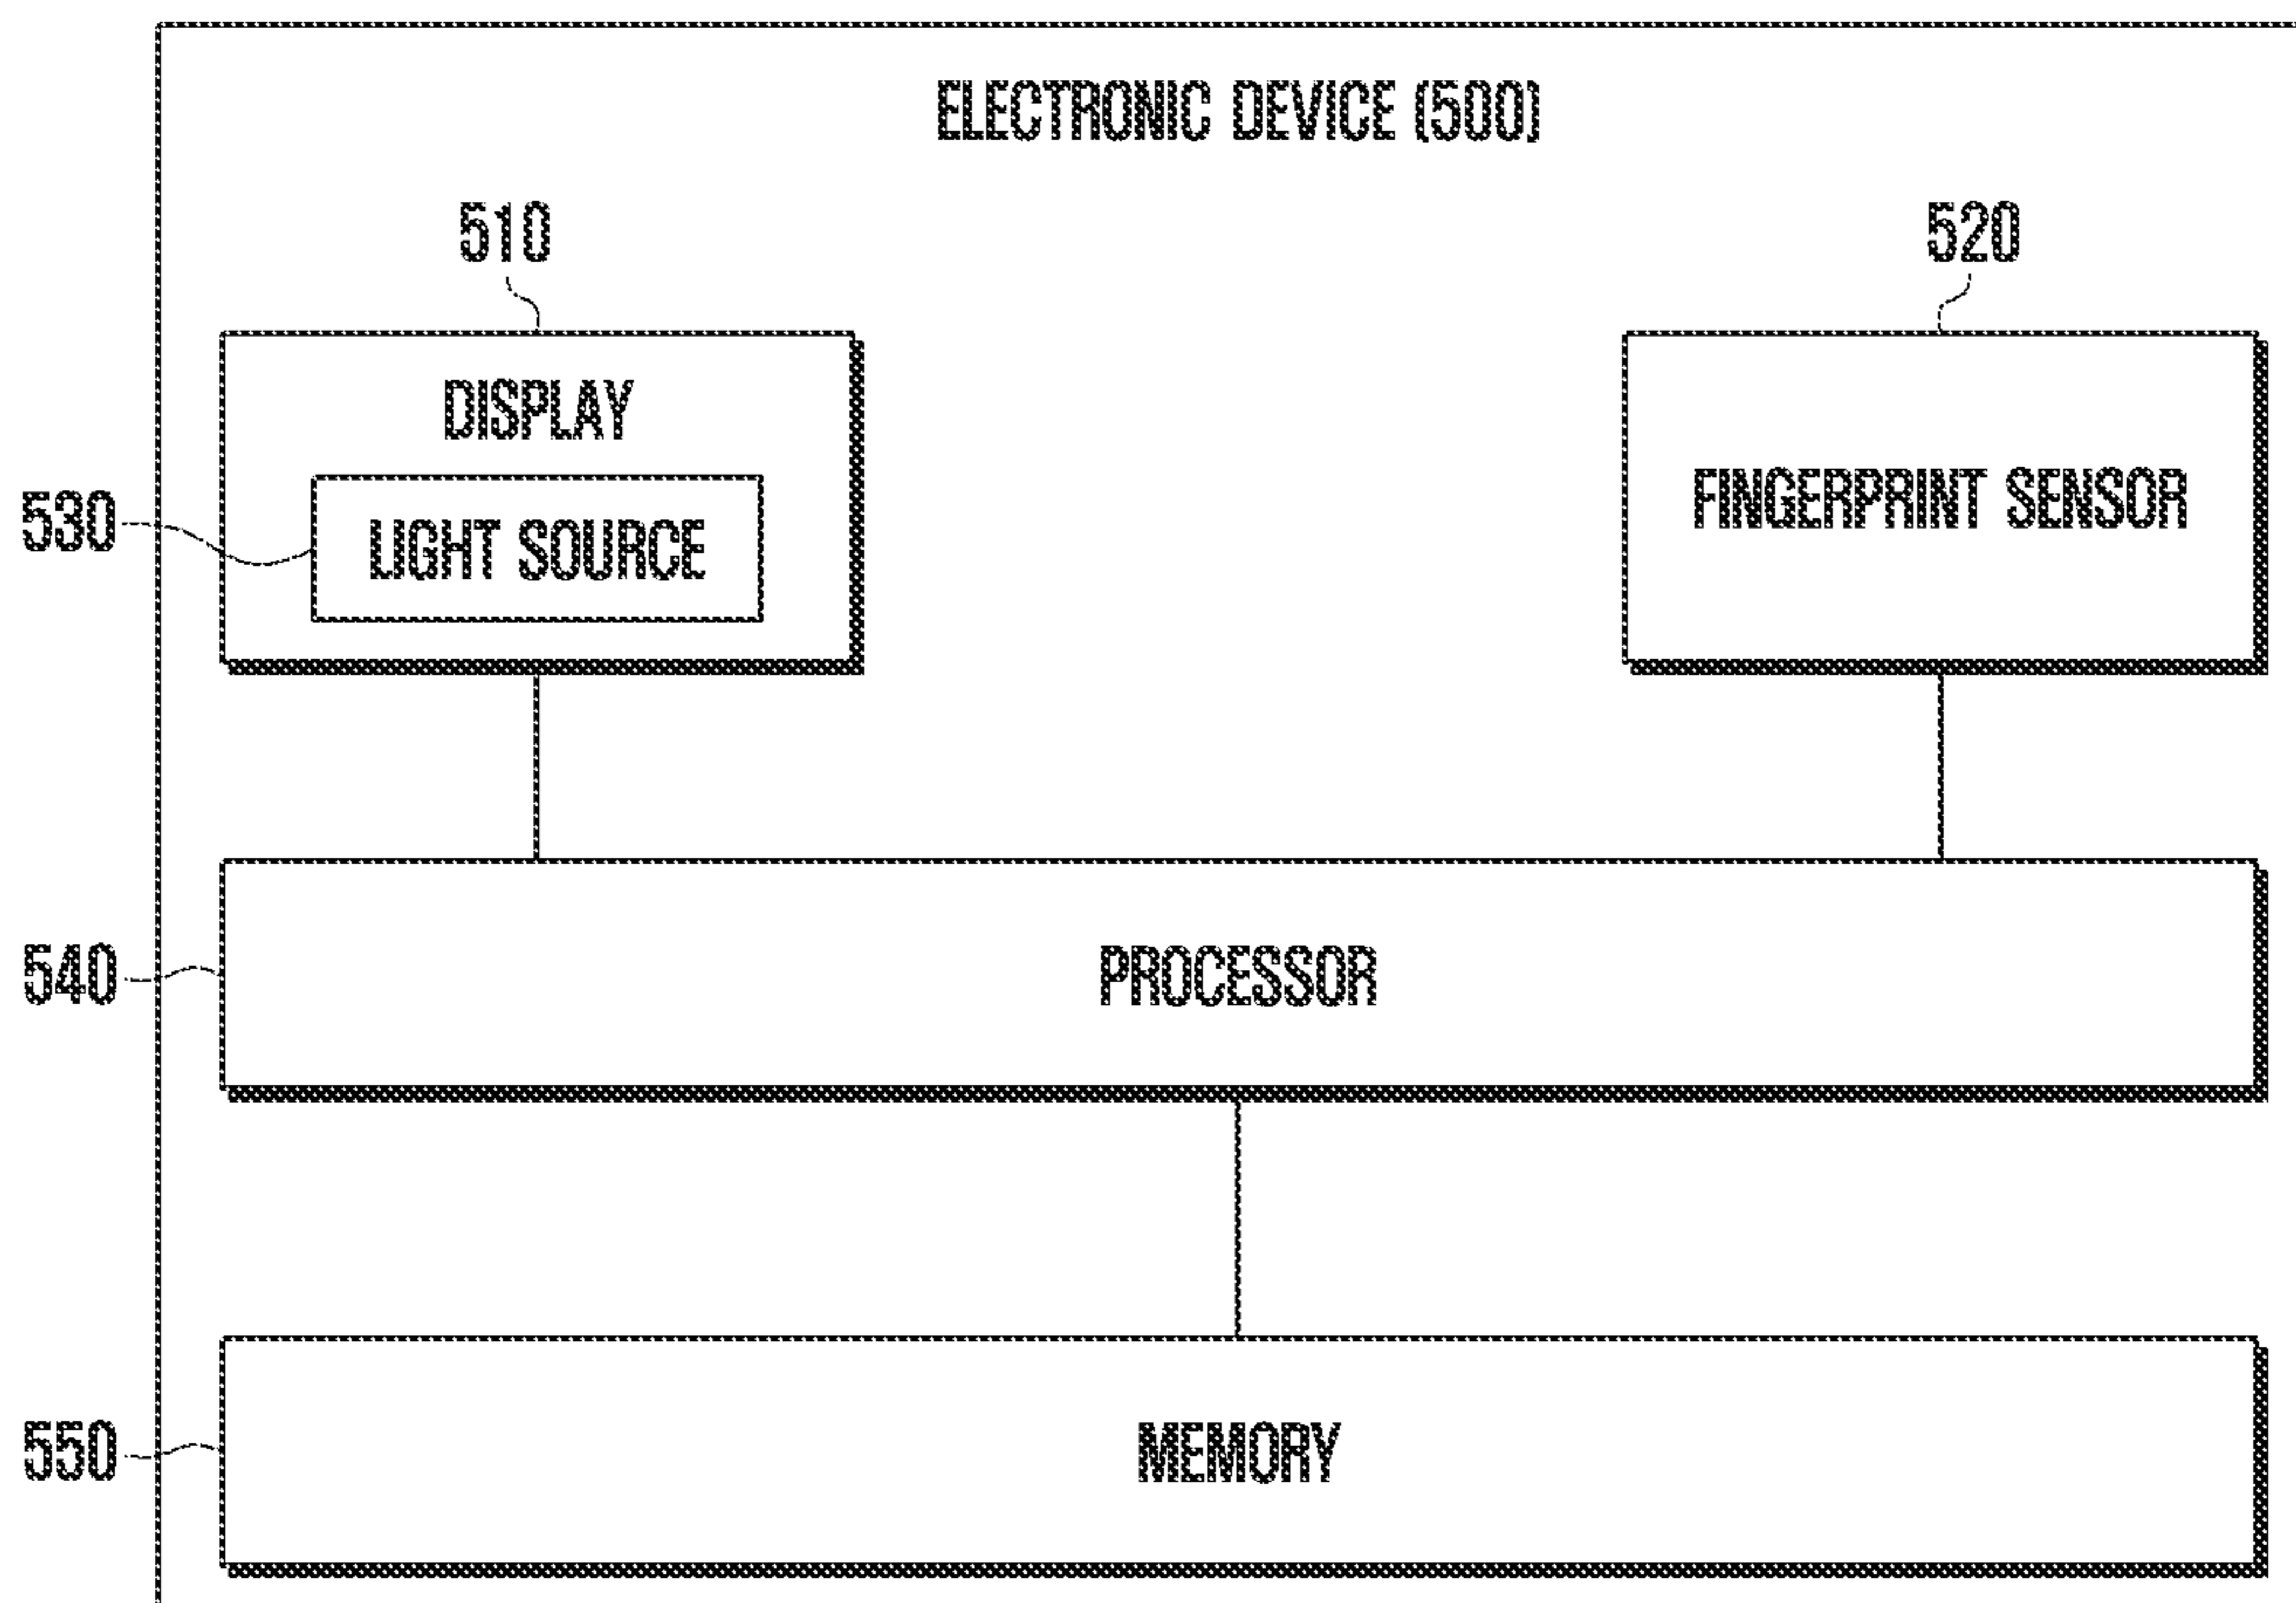 ELECTRONIC DEVICE (500)
510
520
DISPLAY
530
LIGHT SOURCE
FINGERPRINT SENSOR
540
PROCESSOR
550
MEMORY